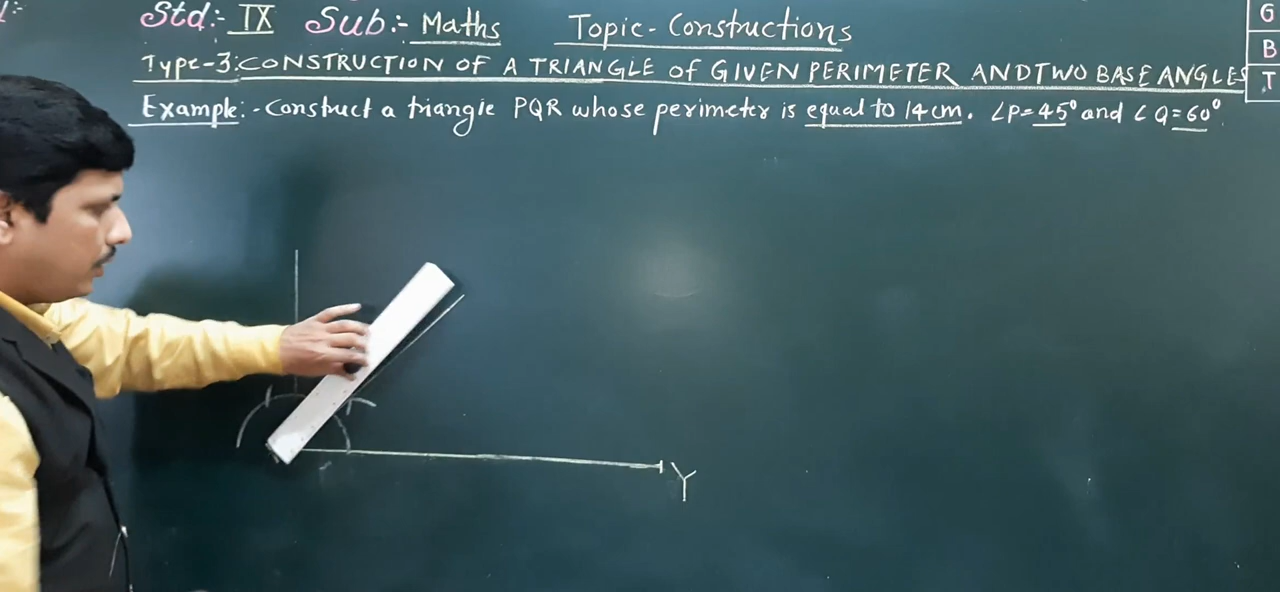 Std:- IX Sub:- Maths Topic- Constructions
Type-3:CONSTRUCTION OF A TRIANGLE of GIVEN PERIMETER AND TWO BASE ANGLES
Example:- Construct a triangle PQR whose perimeter is equal to 14 cm. ∠P=45° and ∠Q=60°
G
B
T
Y